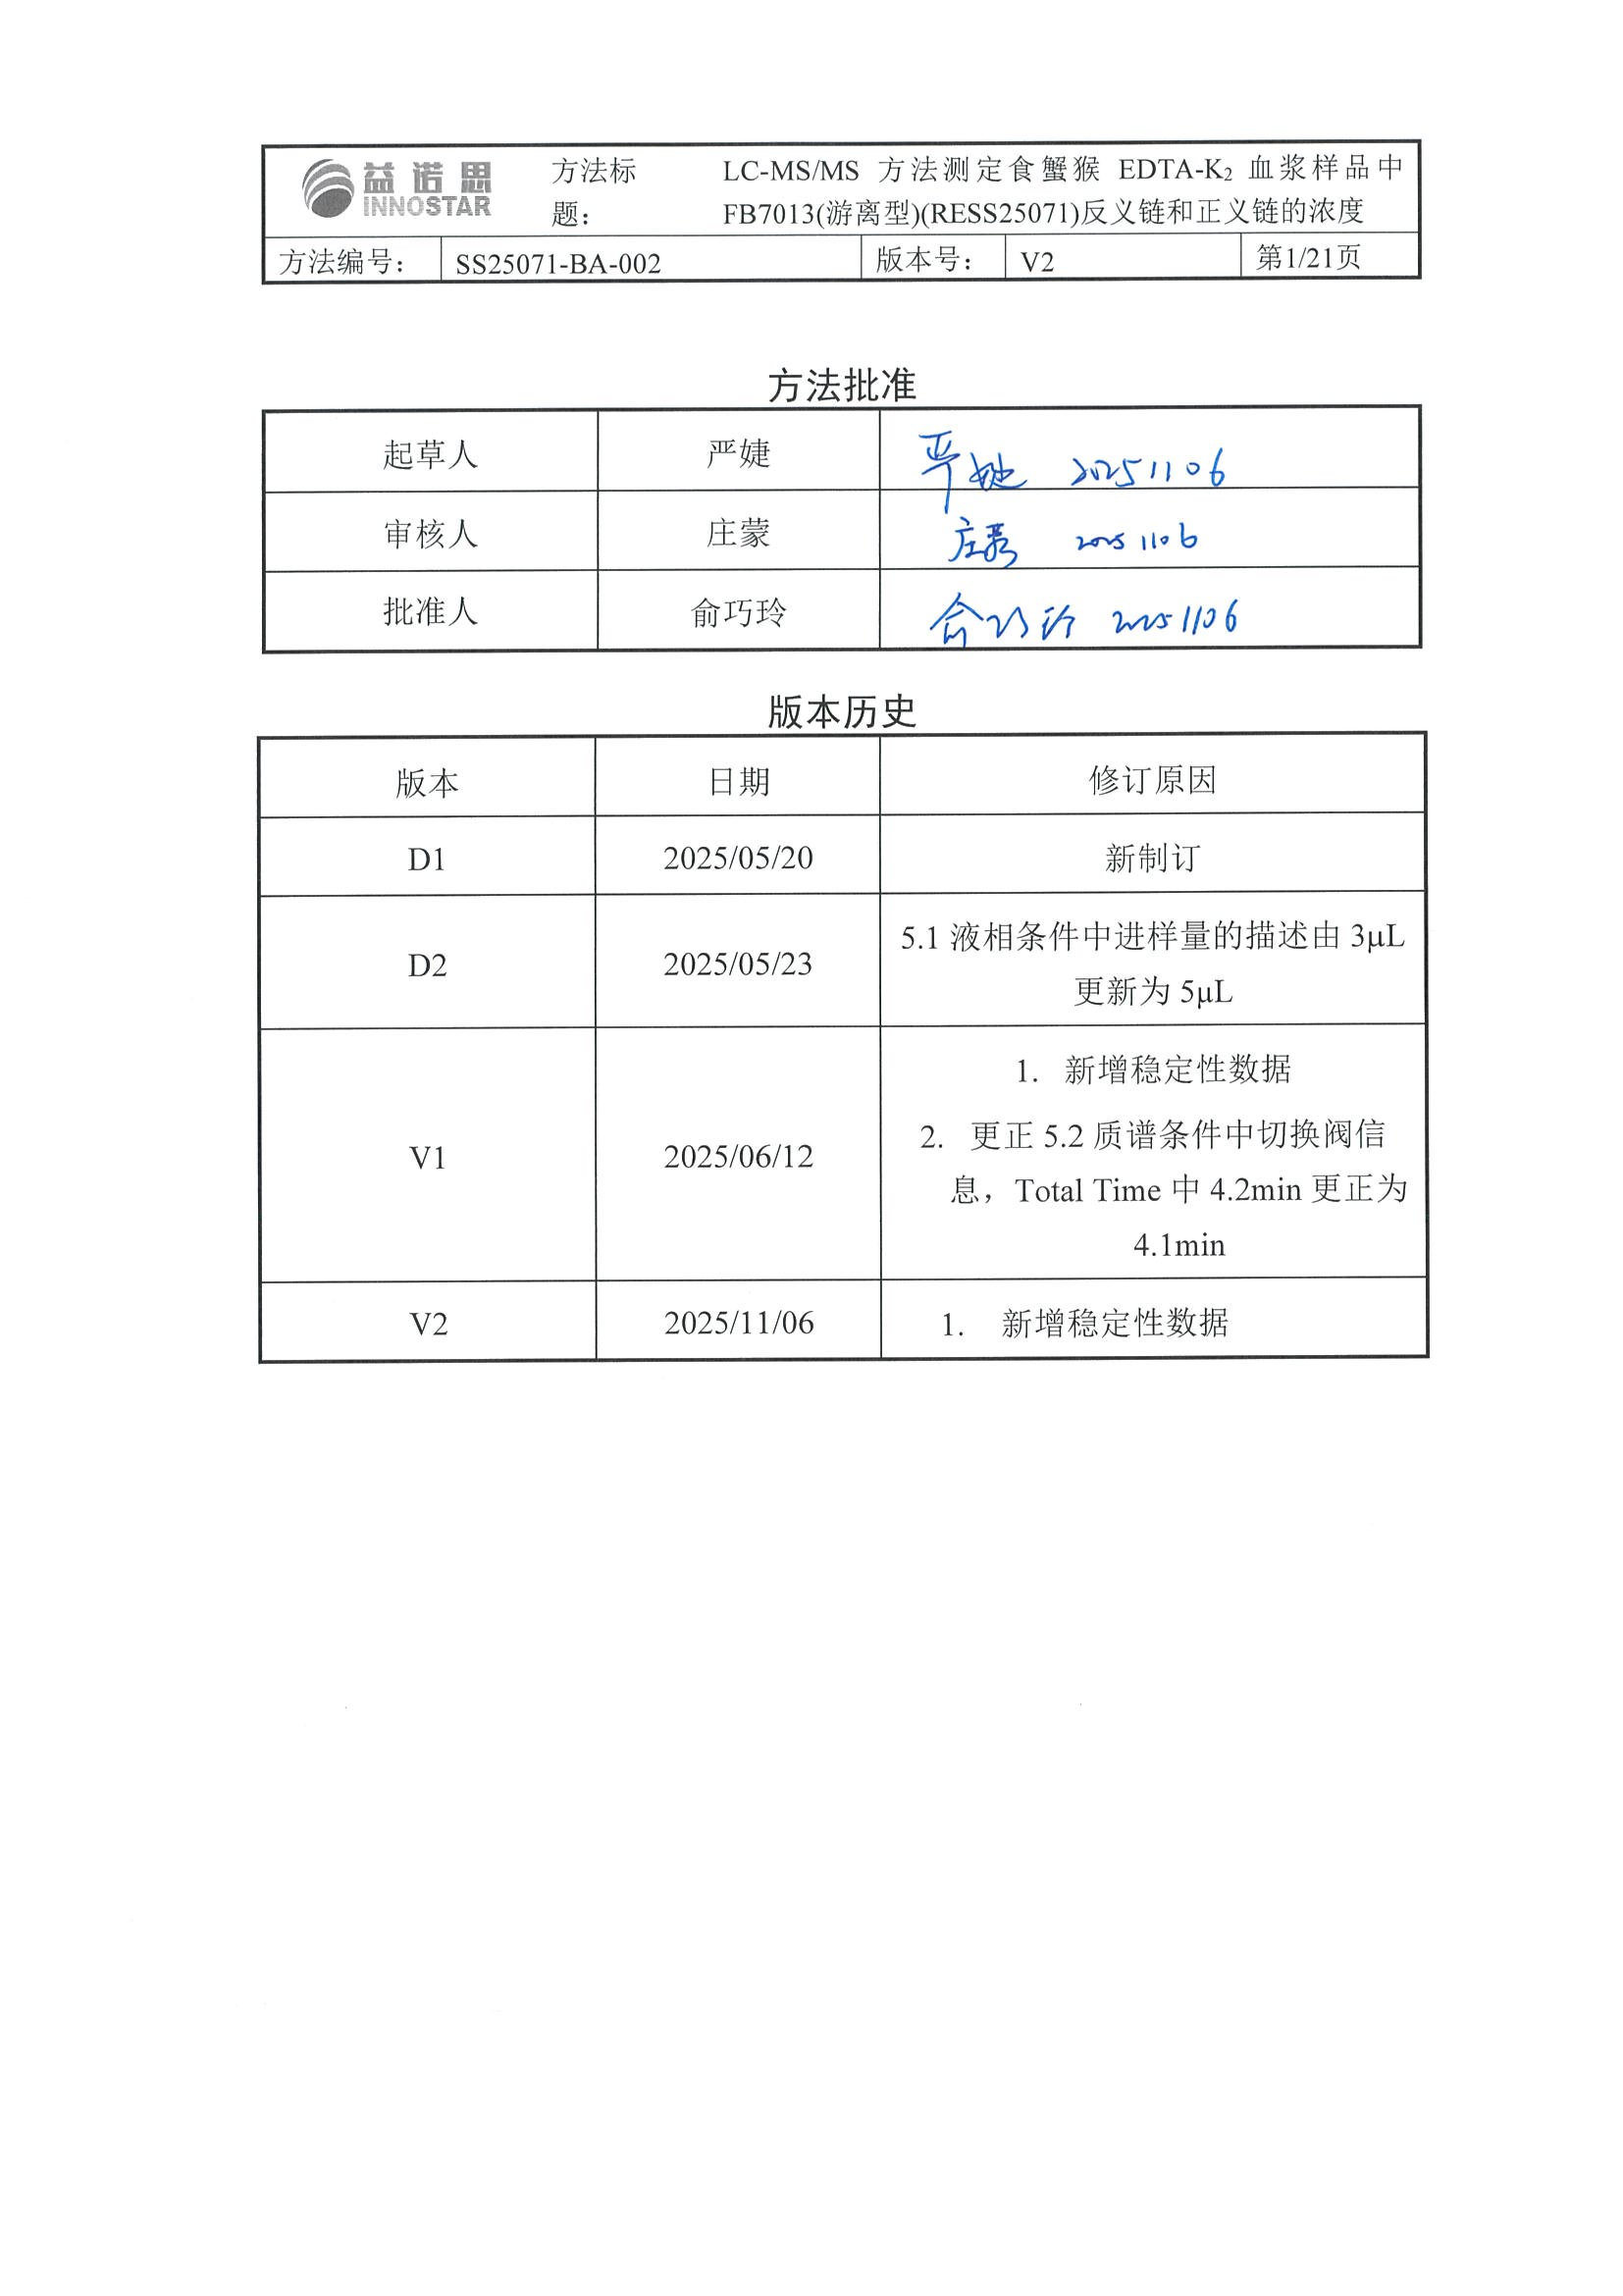 益诺思
INNOSTAR
方法标题：
LC-MS/MS 方法测定食蟹猴 EDTA-K₂ 血浆样品中
FB7013(游离型)(RESS25071)反义链和正义链的浓度
方法编号： SS25071-BA-002 版本号： V2 第1/21页
方法批准
起草人 严婕 严婕 20251106
审核人 庄蒙 庄蒙 20251106
批准人 俞巧玲 俞巧玲 20251106
版本历史
版本 日期 修订原因
D1 2025/05/20 新制订
D2 2025/05/23 5.1 液相条件中进样量的描述由 3μL
更新为 5μL
V1 2025/06/12 1. 新增稳定性数据
2. 更正 5.2 质谱条件中切换阀信
息，Total Time 中 4.2min 更正为
4.1min
V2 2025/11/06 1. 新增稳定性数据